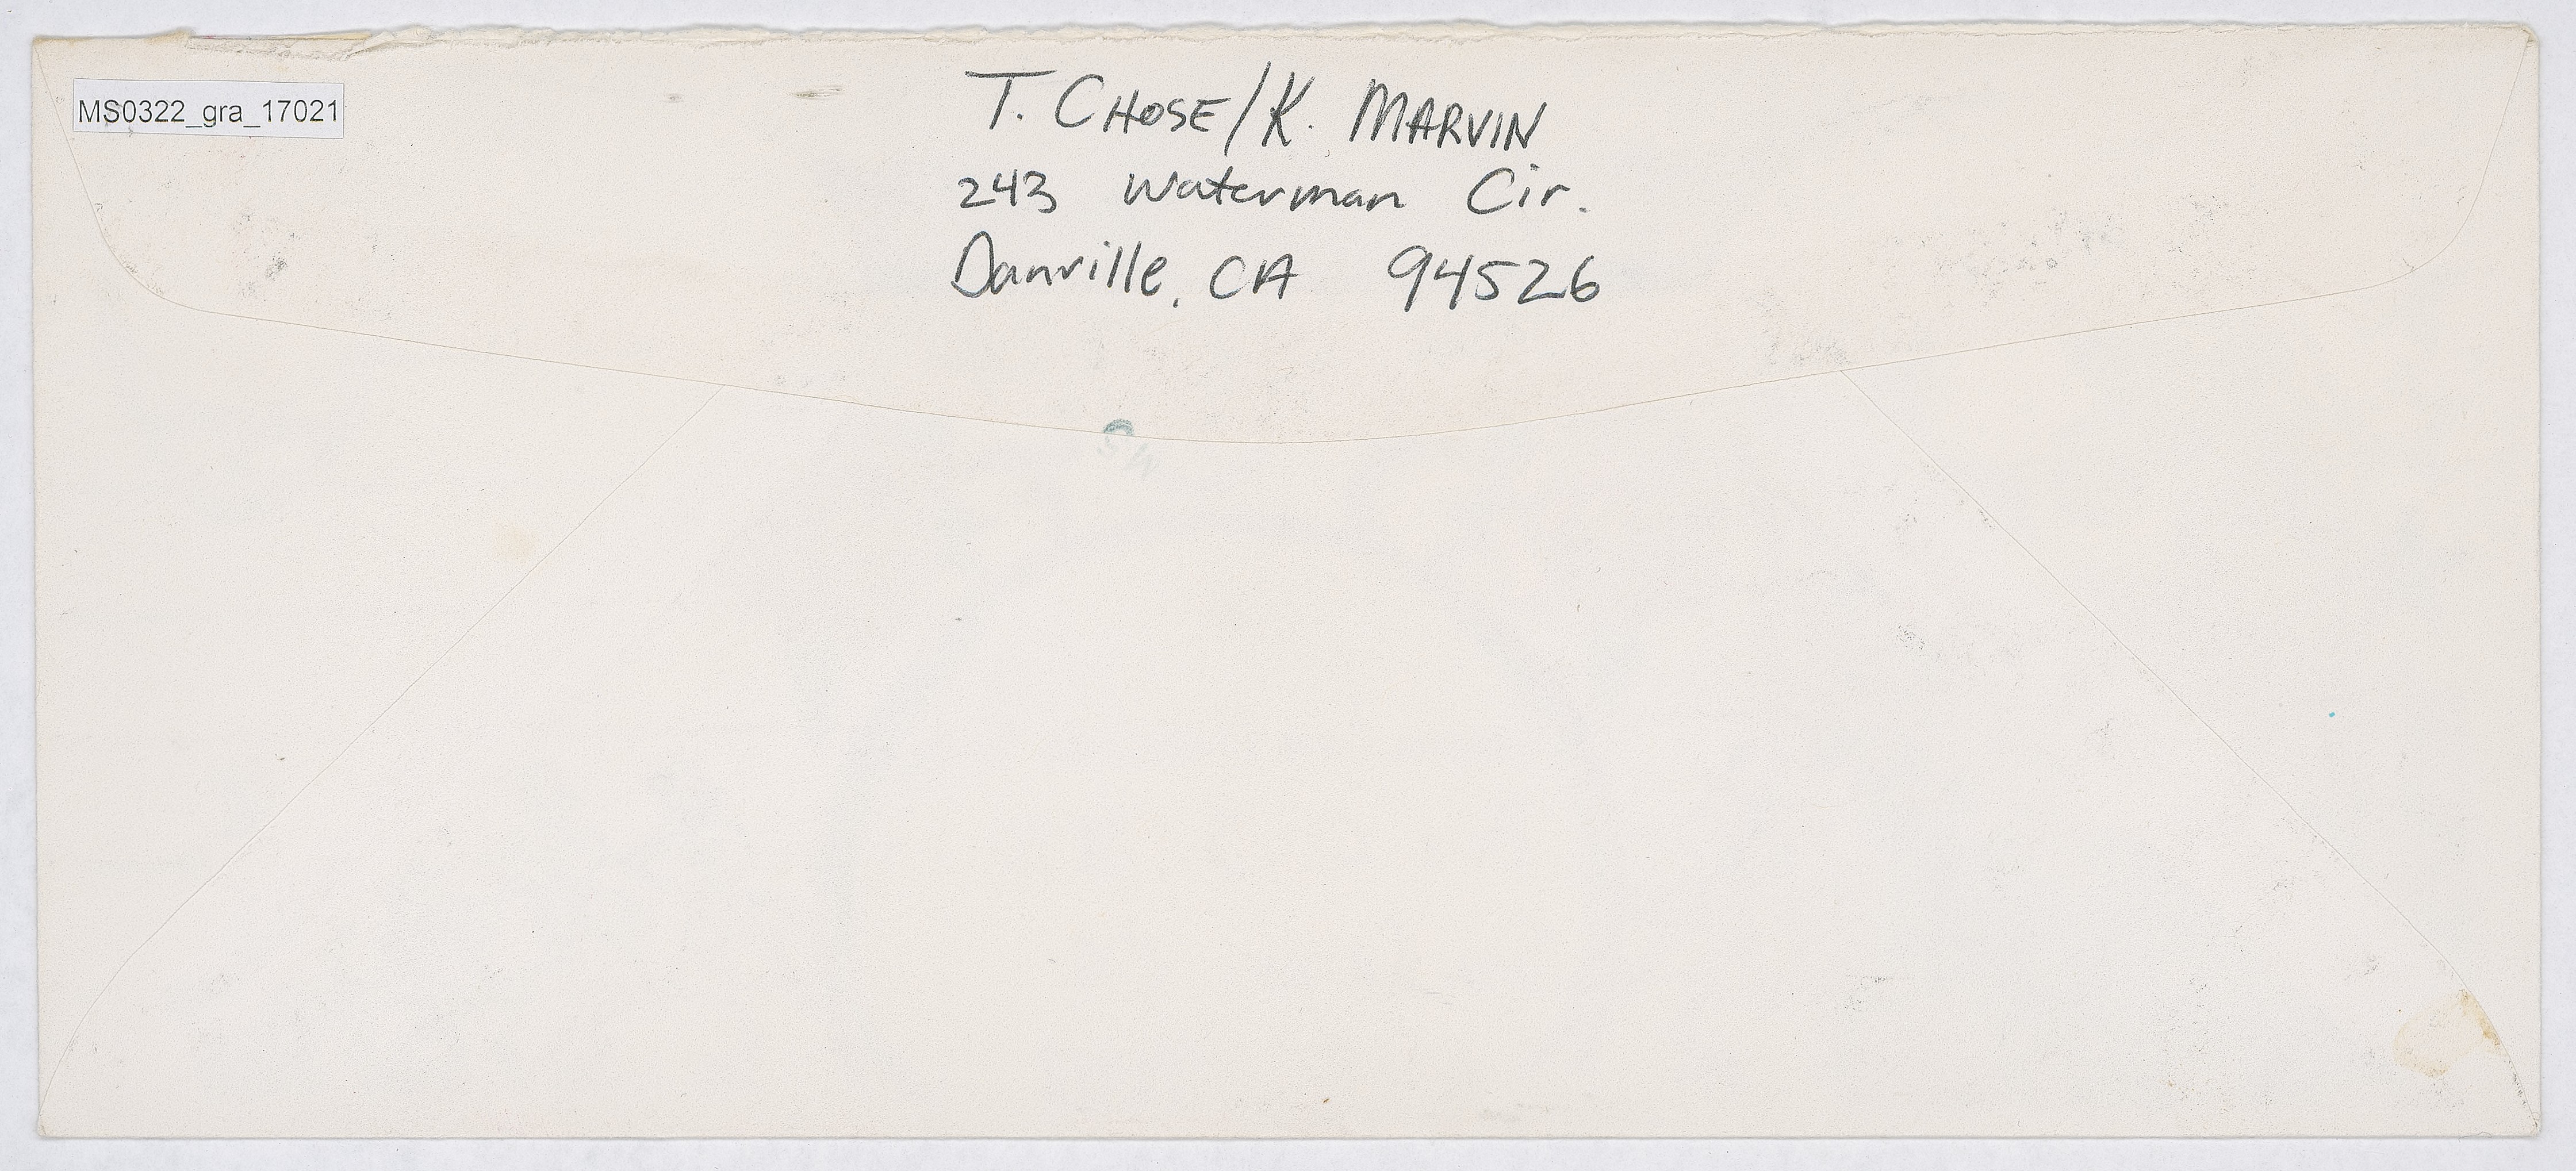 MS0322_gra_17021
T. CHOSE/K. MARVIN
243 Waterman Cir.
Danville, CA 94526